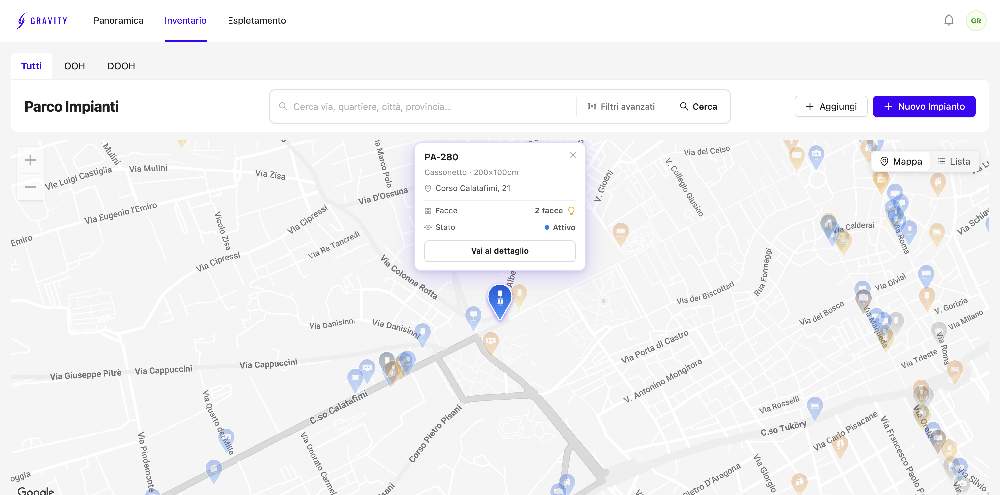 GRAVITY
Panoramica
Inventario
Espletamento
GR
Tutti
OOH
DOOH
Parco Impianti
Cerca via, quartiere, città, provincia...
Filtri avanzati
Cerca
Aggiungi
Nuovo Impianto
Mappa
Lista
PA-280
Cassonetto · 200×100cm
Corso Calatafimi, 21
Facce
2 facce
Stato
Attivo
Vai al dettaglio
Mulini
Via Mulini
Vle Luigi Castiglia
Via Zisa
Marco Polo
Via D'Ossuna
Via Eugenio l'Emiro
Emiro
Vicolo Zisa
Via Cipressi
Via Cipressi
Via Re Tancredi
Via Colonna Rotta
Albe
V. Gioeni
Via del Celso
V. Collegio Giusino
Via Calderai
Via Roma
Via Schiav
Via Divisi
Rua Formaggi
Via dei Biscottari
Via del Bosco
V. Gorizia
Via Milano
Via Maqueda
Via Roma
Via Trieste
Via Porta di Castro
V. Antonino Mongitore
Via Danisinni
Via Danisinni
Via Giuseppe Pitrè
Via Cappuccini
Via Cappuccini
C.so Calatafimi
Via Quarto dei Mille
Via Pindemonte
Via Onorato Carmel
Corso Pietro Pisani
sani
oggia
Via Rosselli
C.so Tuköry
Via Carlo Pisacane
Via Oreto
Via Francesco Paolo
Via Giorgio
Pietro D'Aragona
Via Silvio
Google